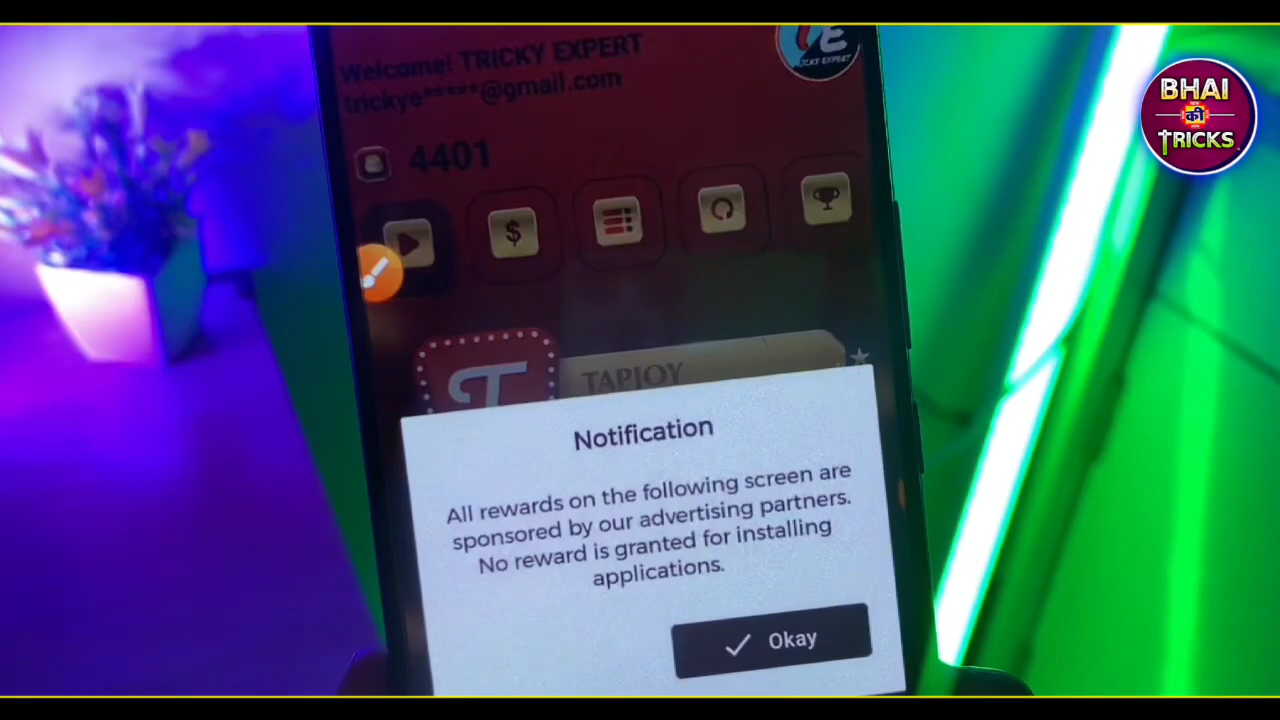 Welcome! TRICKY EXPERT
trickye*****@gmail.com
4401
TAPJOY
Notification
All rewards on the following screen are
sponsored by our advertising partners.
No reward is granted for installing
applications.
Okay
BHAI
की
TRICKS